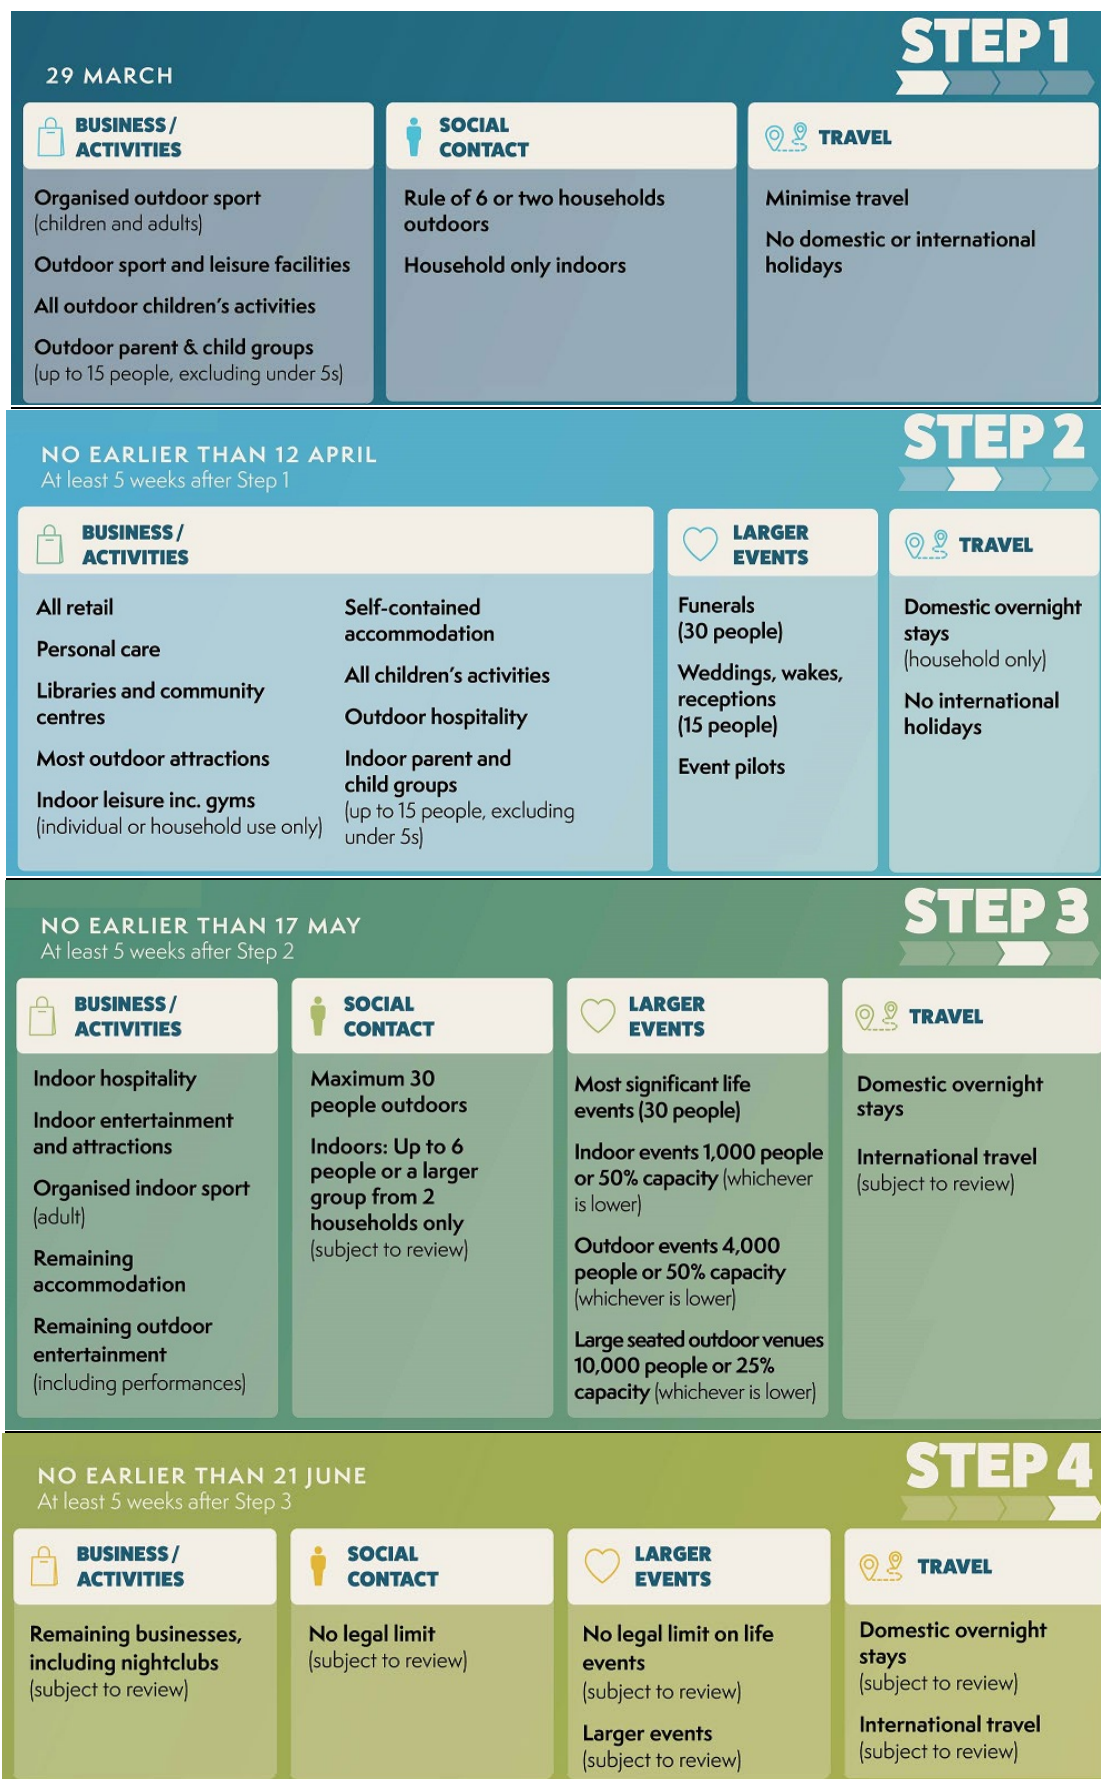 STEP 1
29 MARCH
BUSINESS/
ACTIVITIES
Organised outdoor sport
(children and adults)
Outdoor sport and leisure facilities
All outdoor children's activities
Outdoor parent & child groups
(up to 15 people, excluding under 5s)
SOCIAL
CONTACT
Rule of 6 or two households
outdoors
Household only indoors
TRAVEL
Minimise travel
No domestic or international
holidays
STEP 2
NO EARLIER THAN 12 APRIL
At least 5 weeks after Step 1
BUSINESS/
ACTIVITIES
All retail
Personal care
Libraries and community
centres
Most outdoor attractions
Indoor leisure inc. gyms
(individual or household use only)
Self-contained
accommodation
All children's activities
Outdoor hospitality
Indoor parent and
child groups
(up to 15 people, excluding
under 5s)
LARGER
EVENTS
Funerals
(30 people)
Weddings, wakes,
receptions
(15 people)
Event pilots
TRAVEL
Domestic overnight
stays
(household only)
No international
holidays
STEP 3
NO EARLIER THAN 17 MAY
At least 5 weeks after Step 2
BUSINESS/
ACTIVITIES
Indoor hospitality
Indoor entertainment
and attractions
Organised indoor sport
(adult)
Remaining
accommodation
Remaining outdoor
entertainment
(including performances)
SOCIAL
CONTACT
Maximum 30
people outdoors
Indoors: Up to 6
people or a larger
group from 2
households only
(subject to review)
LARGER
EVENTS
Most significant life
events (30 people)
Indoor events 1,000 people
or 50% capacity (whichever
is lower)
Outdoor events 4,000
people or 50% capacity
(whichever is lower)
Large seated outdoor venues
10,000 people or 25%
capacity (whichever is lower)
TRAVEL
Domestic overnight
stays
International travel
(subject to review)
STEP 4
NO EARLIER THAN 21 JUNE
At least 5 weeks after Step 3
BUSINESS/
ACTIVITIES
Remaining businesses,
including nightclubs
(subject to review)
SOCIAL
CONTACT
No legal limit
(subject to review)
LARGER
EVENTS
No legal limit on life
events
(subject to review)
Larger events
(subject to review)
TRAVEL
Domestic overnight
stays
(subject to review)
International travel
(subject to review)